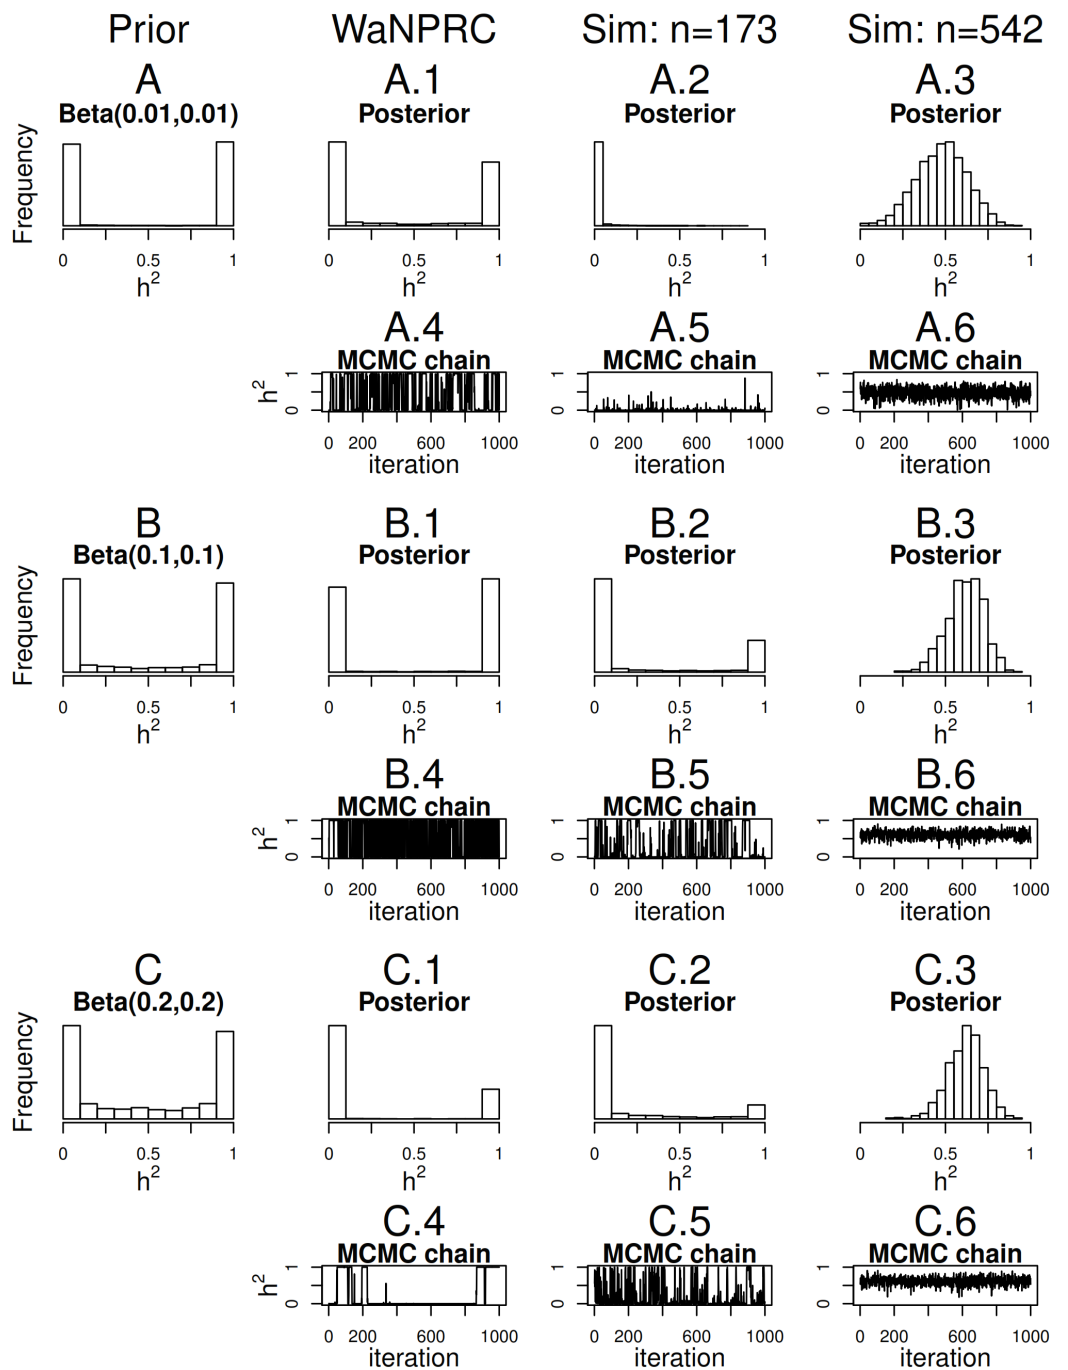 Prior WaNPRC Sim: n=173 Sim: n=542
A A.1 A.2 A.3
Beta(0.01,0.01) Posterior Posterior Posterior
Frequency
0 0.5 1 0 0.5 1 0 0.5 1 0 0.5 1
h² h² h² h²
A.4 A.5 A.6
MCMC chain MCMC chain MCMC chain
h²
1 1 1
0 0 0
0 200 600 1000 0 200 600 1000 0 200 600 1000
iteration iteration iteration
B B.1 B.2 B.3
Beta(0.1,0.1) Posterior Posterior Posterior
Frequency
0 0.5 1 0 0.5 1 0 0.5 1 0 0.5 1
h² h² h² h²
B.4 B.5 B.6
MCMC chain MCMC chain MCMC chain
h²
1 1 1
0 0 0
0 200 600 1000 0 200 600 1000 0 200 600 1000
iteration iteration iteration
C C.1 C.2 C.3
Beta(0.2,0.2) Posterior Posterior Posterior
Frequency
0 0.5 1 0 0.5 1 0 0.5 1 0 0.5 1
h² h² h² h²
C.4 C.5 C.6
MCMC chain MCMC chain MCMC chain
h²
1 1 1
0 0 0
0 200 600 1000 0 200 600 1000 0 200 600 1000
iteration iteration iteration